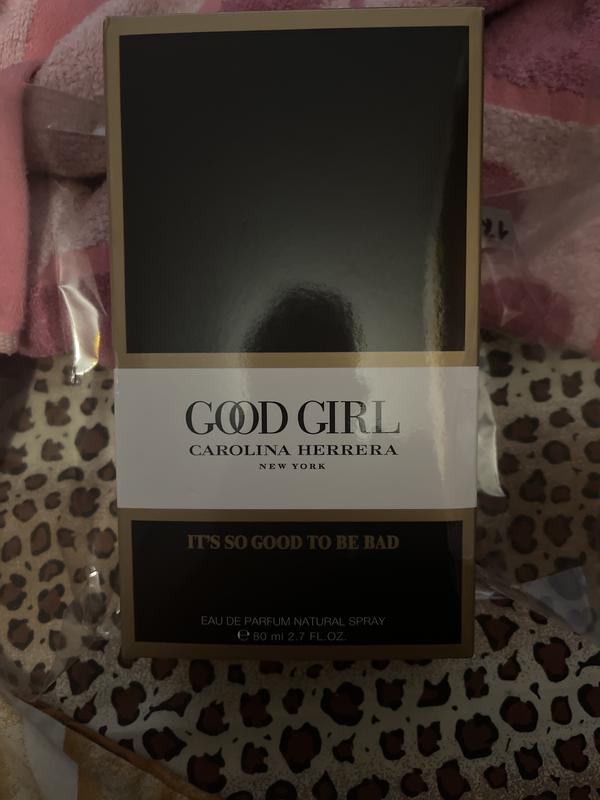 GOOD GIRL
CAROLINA HERRERA
NEW YORK
IT'S SO GOOD TO BE BAD
EAU DE PARFUM NATURAL SPRAY
℮ 80 ml 2.7 FL.OZ.